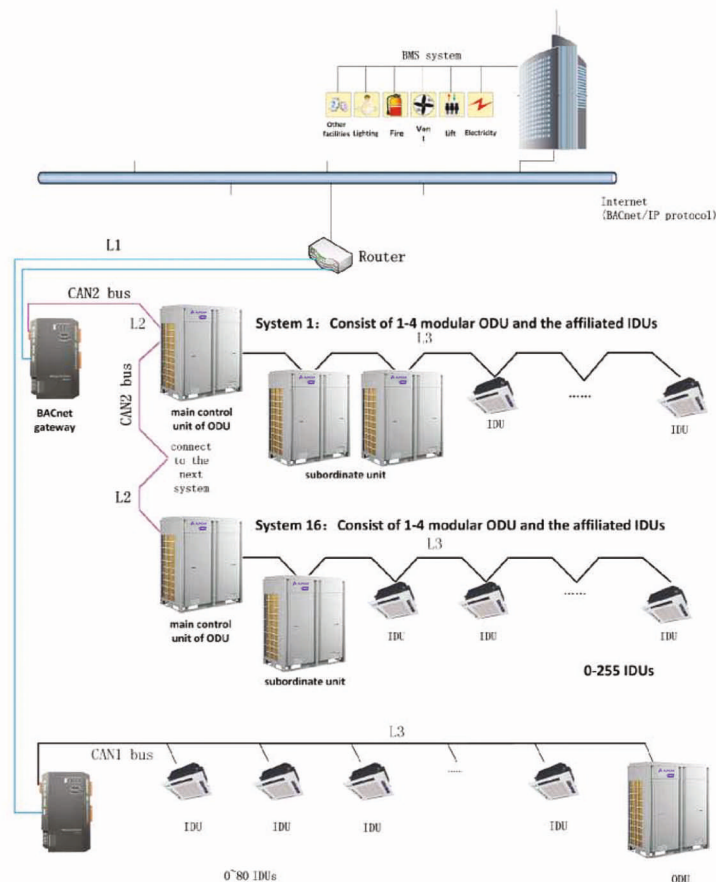 BMS system
Other
facilities
Lighting
Fire
Ven
t
Lift
Electricity
Internet
(BACnet/IP protocol)
L1
Router
CAN2 bus
L2
System 1: Consist of 1-4 modular ODU and the affiliated IDUs
L3
CAN2 bus
BACnet
gateway
main control
unit of ODU
IDU
......
IDU
connect
to the
next
system
subordinate unit
L2
System 16: Consist of 1-4 modular ODU and the affiliated IDUs
L3
main control
unit of ODU
IDU
IDU
......
IDU
subordinate unit
0-255 IDUs
L3
CAN1 bus
.....
IDU
IDU
IDU
IDU
0~80 IDUs
ODU